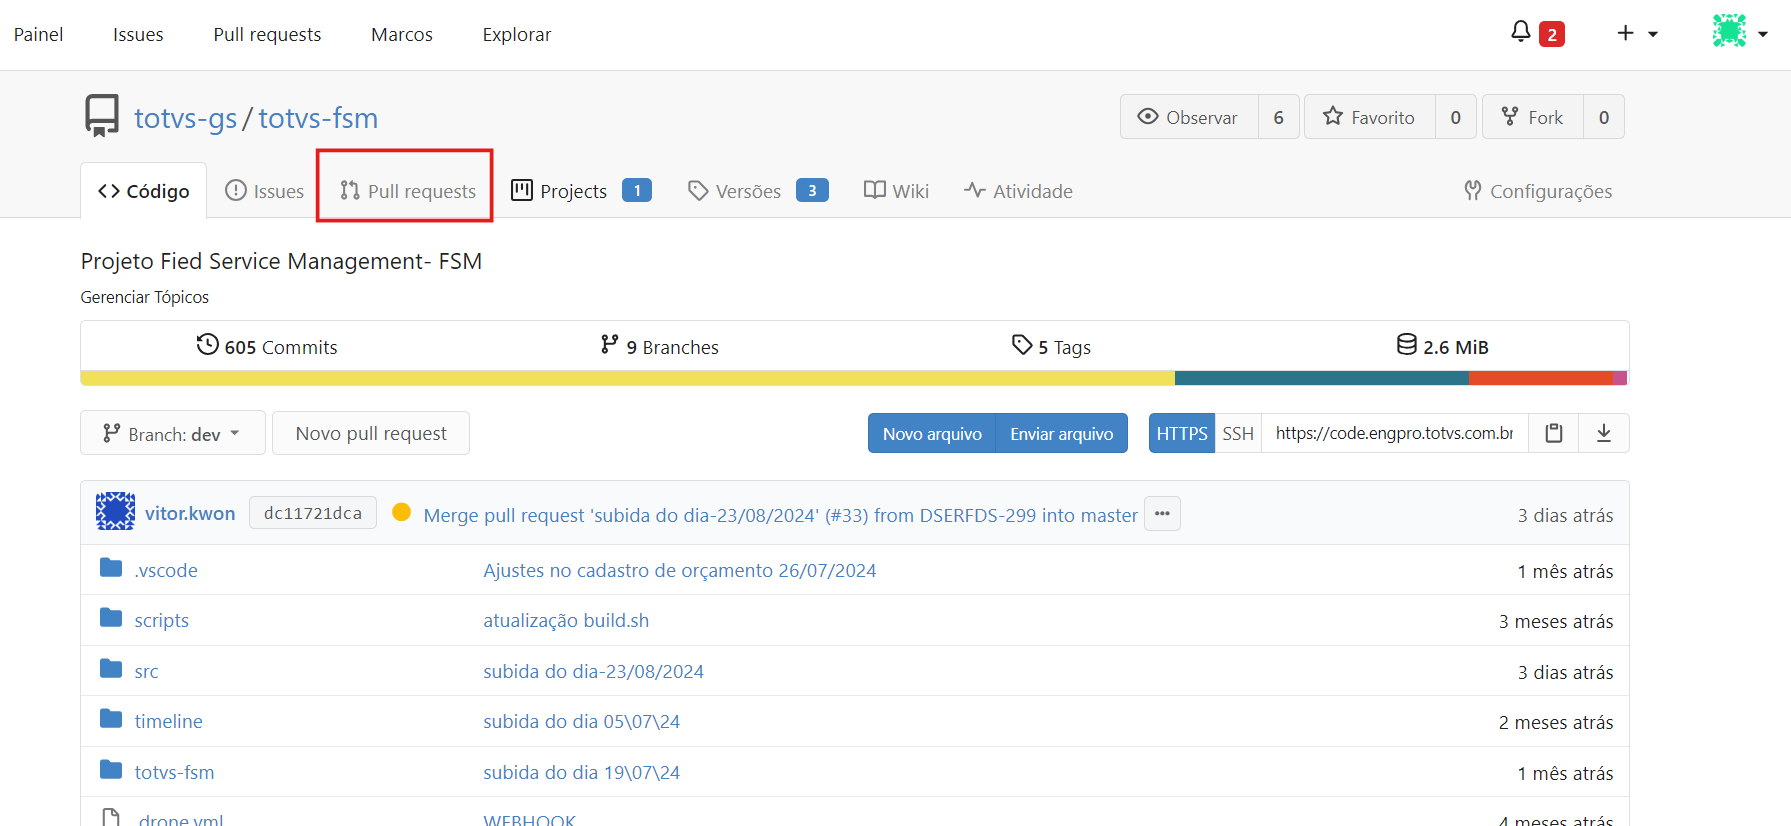 Painel Issues Pull requests Marcos Explorar 2
totvs-gs / totvs-fsm Observar 6 Favorito 0 Fork 0
Código Issues Pull requests Projects 1 Versões 3 Wiki Atividade Configurações
Projeto Fied Service Management- FSM
Gerenciar Tópicos
605 Commits 9 Branches 5 Tags 2.6 MiB
Branch: dev Novo pull request Novo arquivo Enviar arquivo HTTPS SSH https://code.engpro.totvs.com.br
vitor.kwon dc11721dca Merge pull request 'subida do dia-23/08/2024' (#33) from DSERFDS-299 into master ... 3 dias atrás
.vscode Ajustes no cadastro de orçamento 26/07/2024 1 mês atrás
scripts atualização build.sh 3 meses atrás
src subida do dia-23/08/2024 3 dias atrás
timeline subida do dia 05\07\24 2 meses atrás
totvs-fsm subida do dia 19\07\24 1 mês atrás
.drone.yml WEBHOOK 4 meses atrás